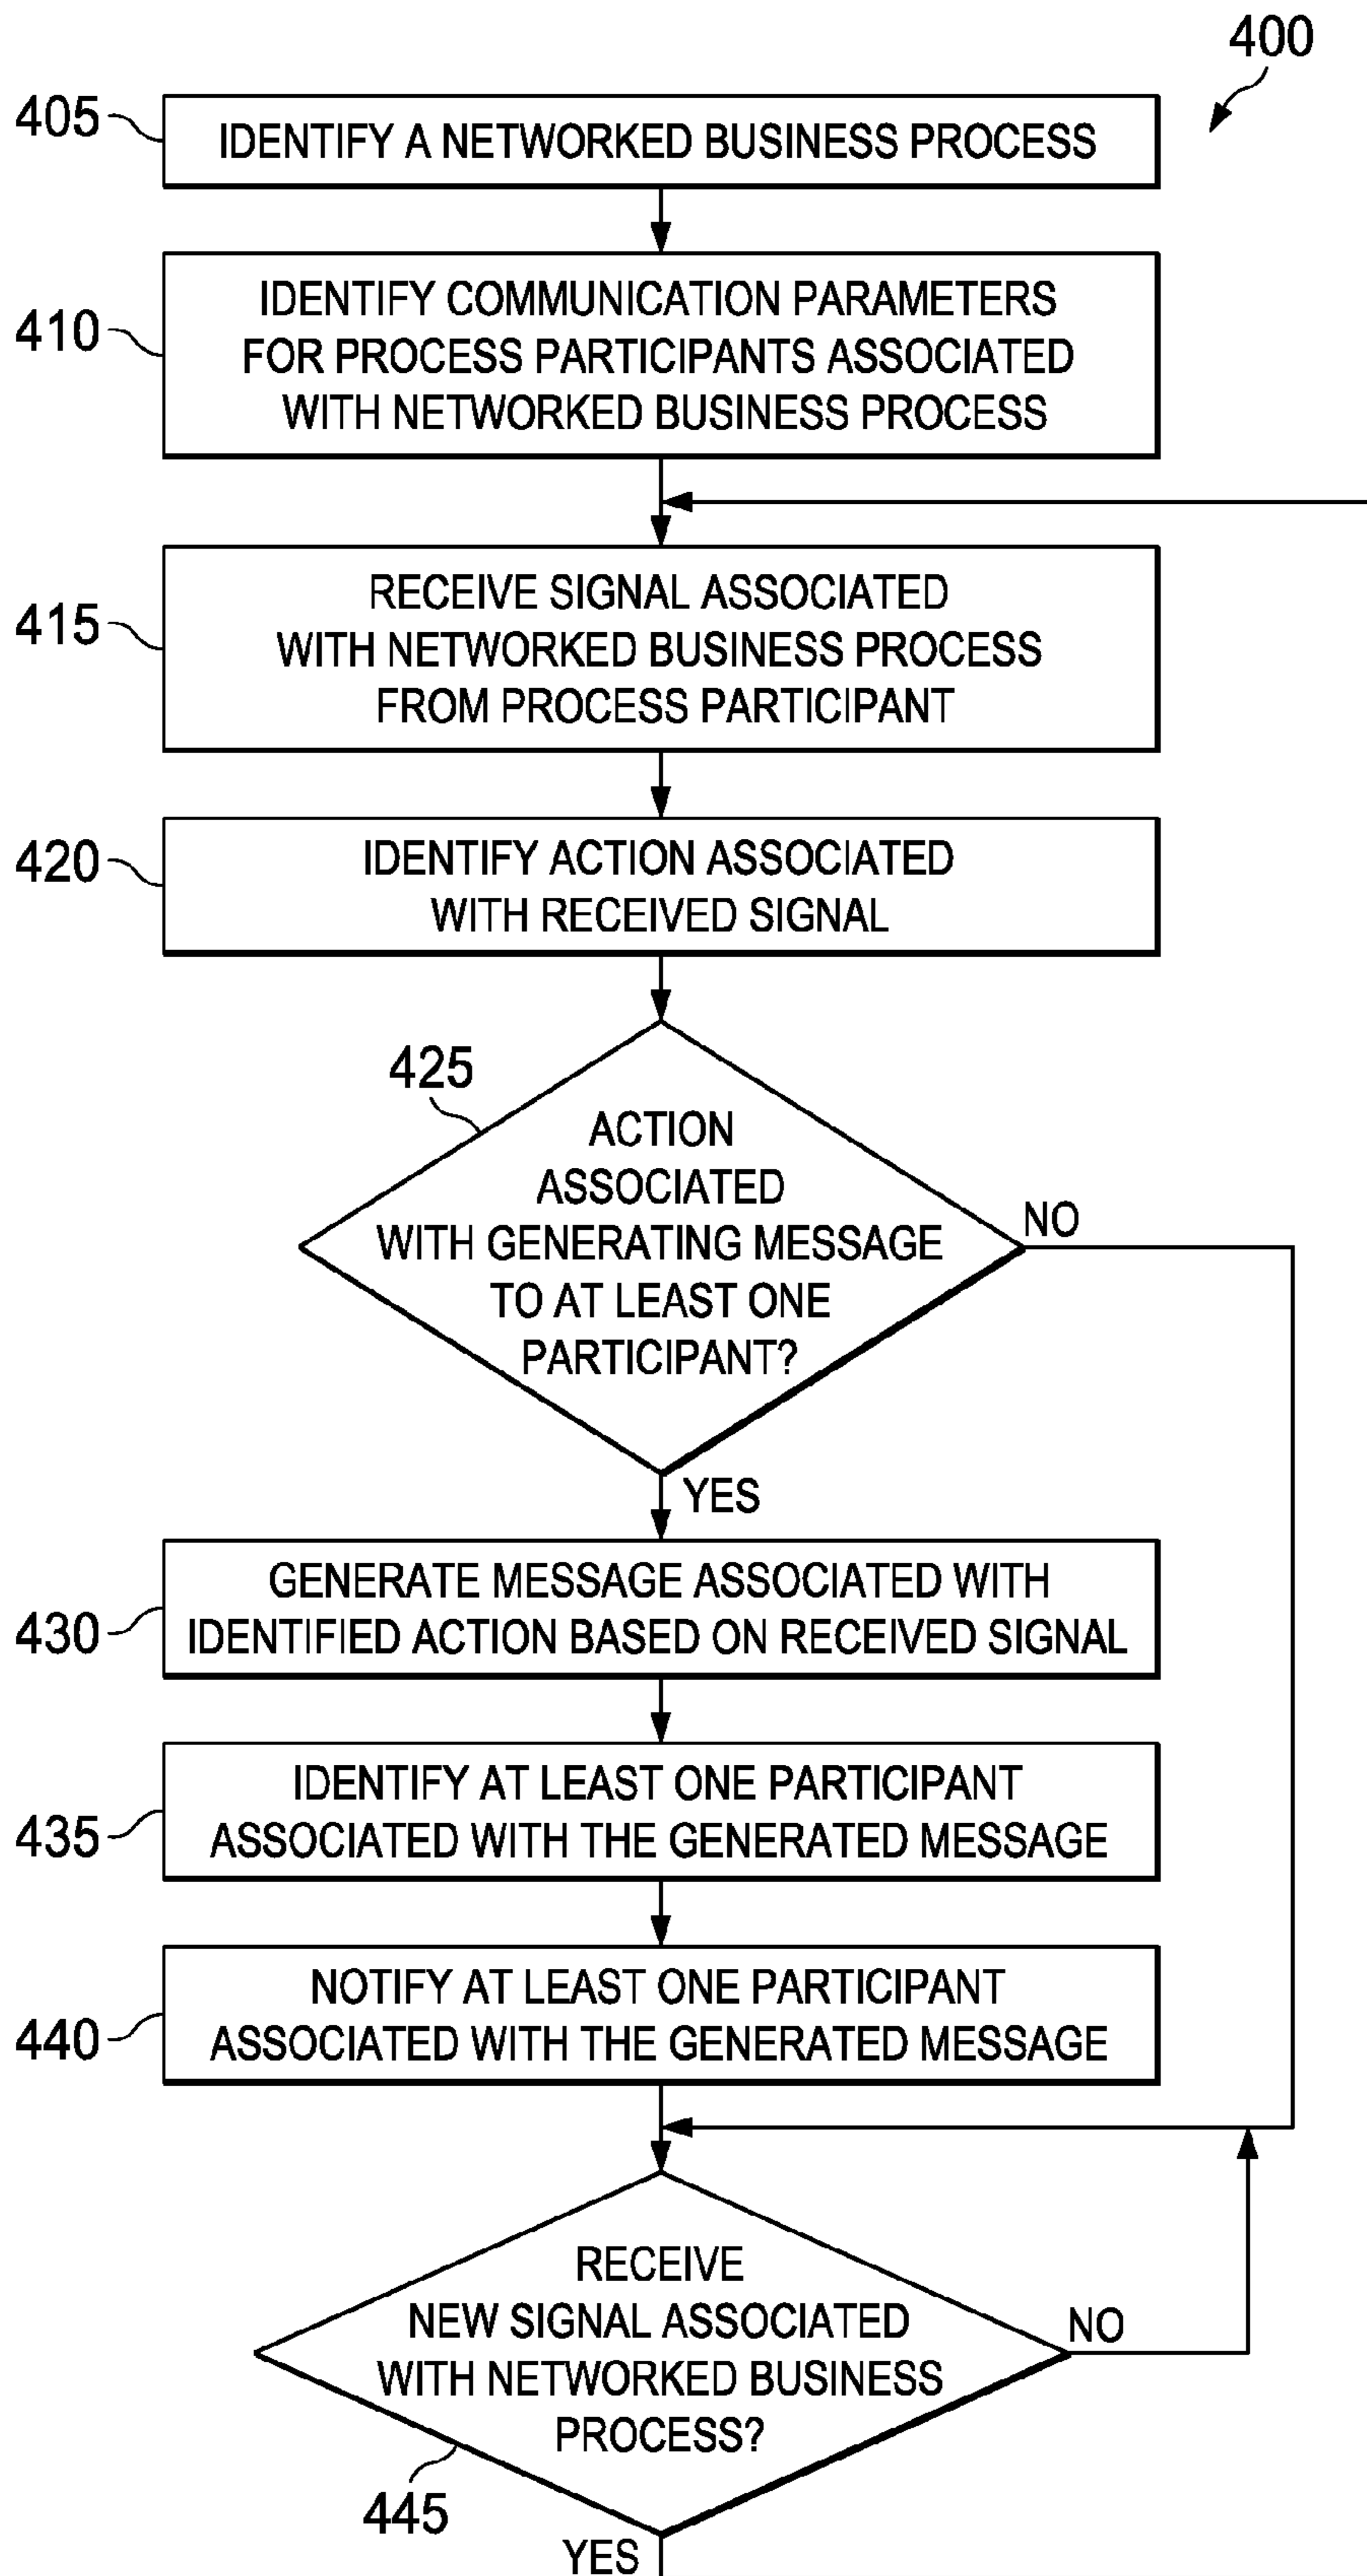 400
405
IDENTIFY A NETWORKED BUSINESS PROCESS
410
IDENTIFY COMMUNICATION PARAMETERS
FOR PROCESS PARTICIPANTS ASSOCIATED
WITH NETWORKED BUSINESS PROCESS
415
RECEIVE SIGNAL ASSOCIATED
WITH NETWORKED BUSINESS PROCESS
FROM PROCESS PARTICIPANT
420
IDENTIFY ACTION ASSOCIATED
WITH RECEIVED SIGNAL
425
ACTION
ASSOCIATED
WITH GENERATING MESSAGE
TO AT LEAST ONE
PARTICIPANT?
NO
YES
430
GENERATE MESSAGE ASSOCIATED WITH
IDENTIFIED ACTION BASED ON RECEIVED SIGNAL
435
IDENTIFY AT LEAST ONE PARTICIPANT
ASSOCIATED WITH THE GENERATED MESSAGE
440
NOTIFY AT LEAST ONE PARTICIPANT
ASSOCIATED WITH THE GENERATED MESSAGE
RECEIVE
NEW SIGNAL ASSOCIATED
WITH NETWORKED BUSINESS
PROCESS?
NO
445
YES